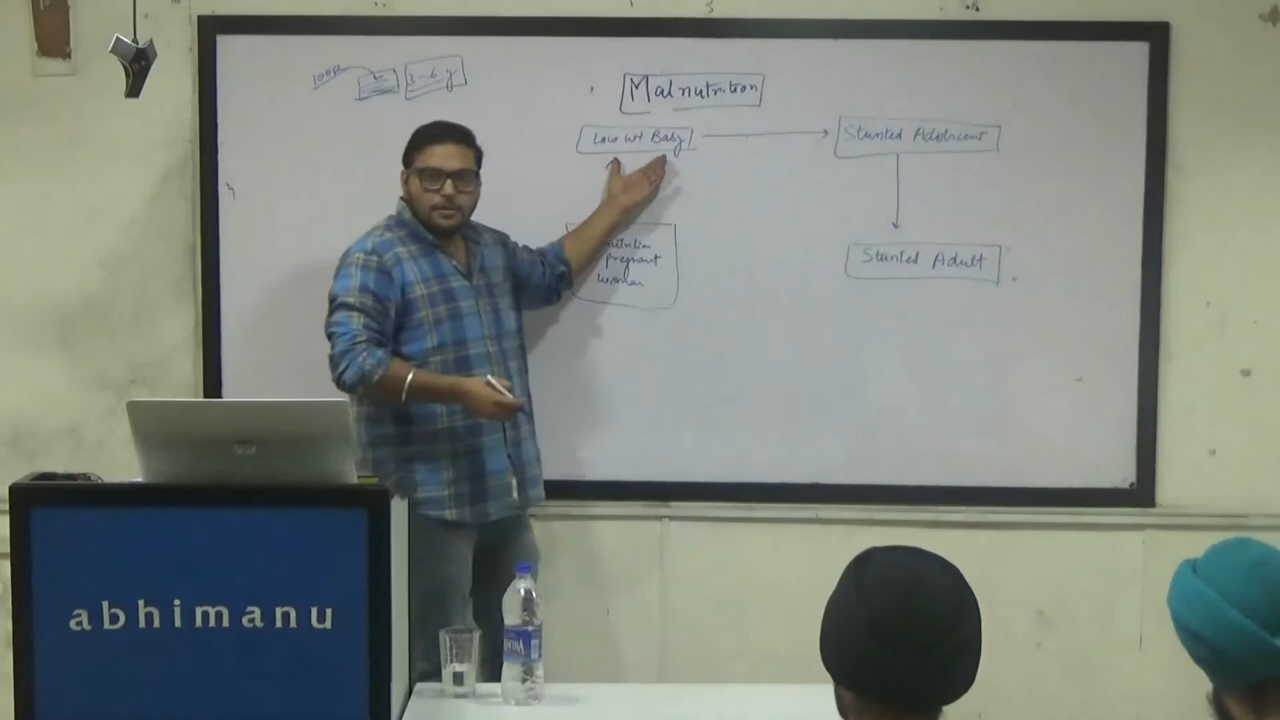 3-6 y
Malnutrition
Low wt Baby
Stunted Adolescent
pregnant
woman
Stunted Adult
abhimanu